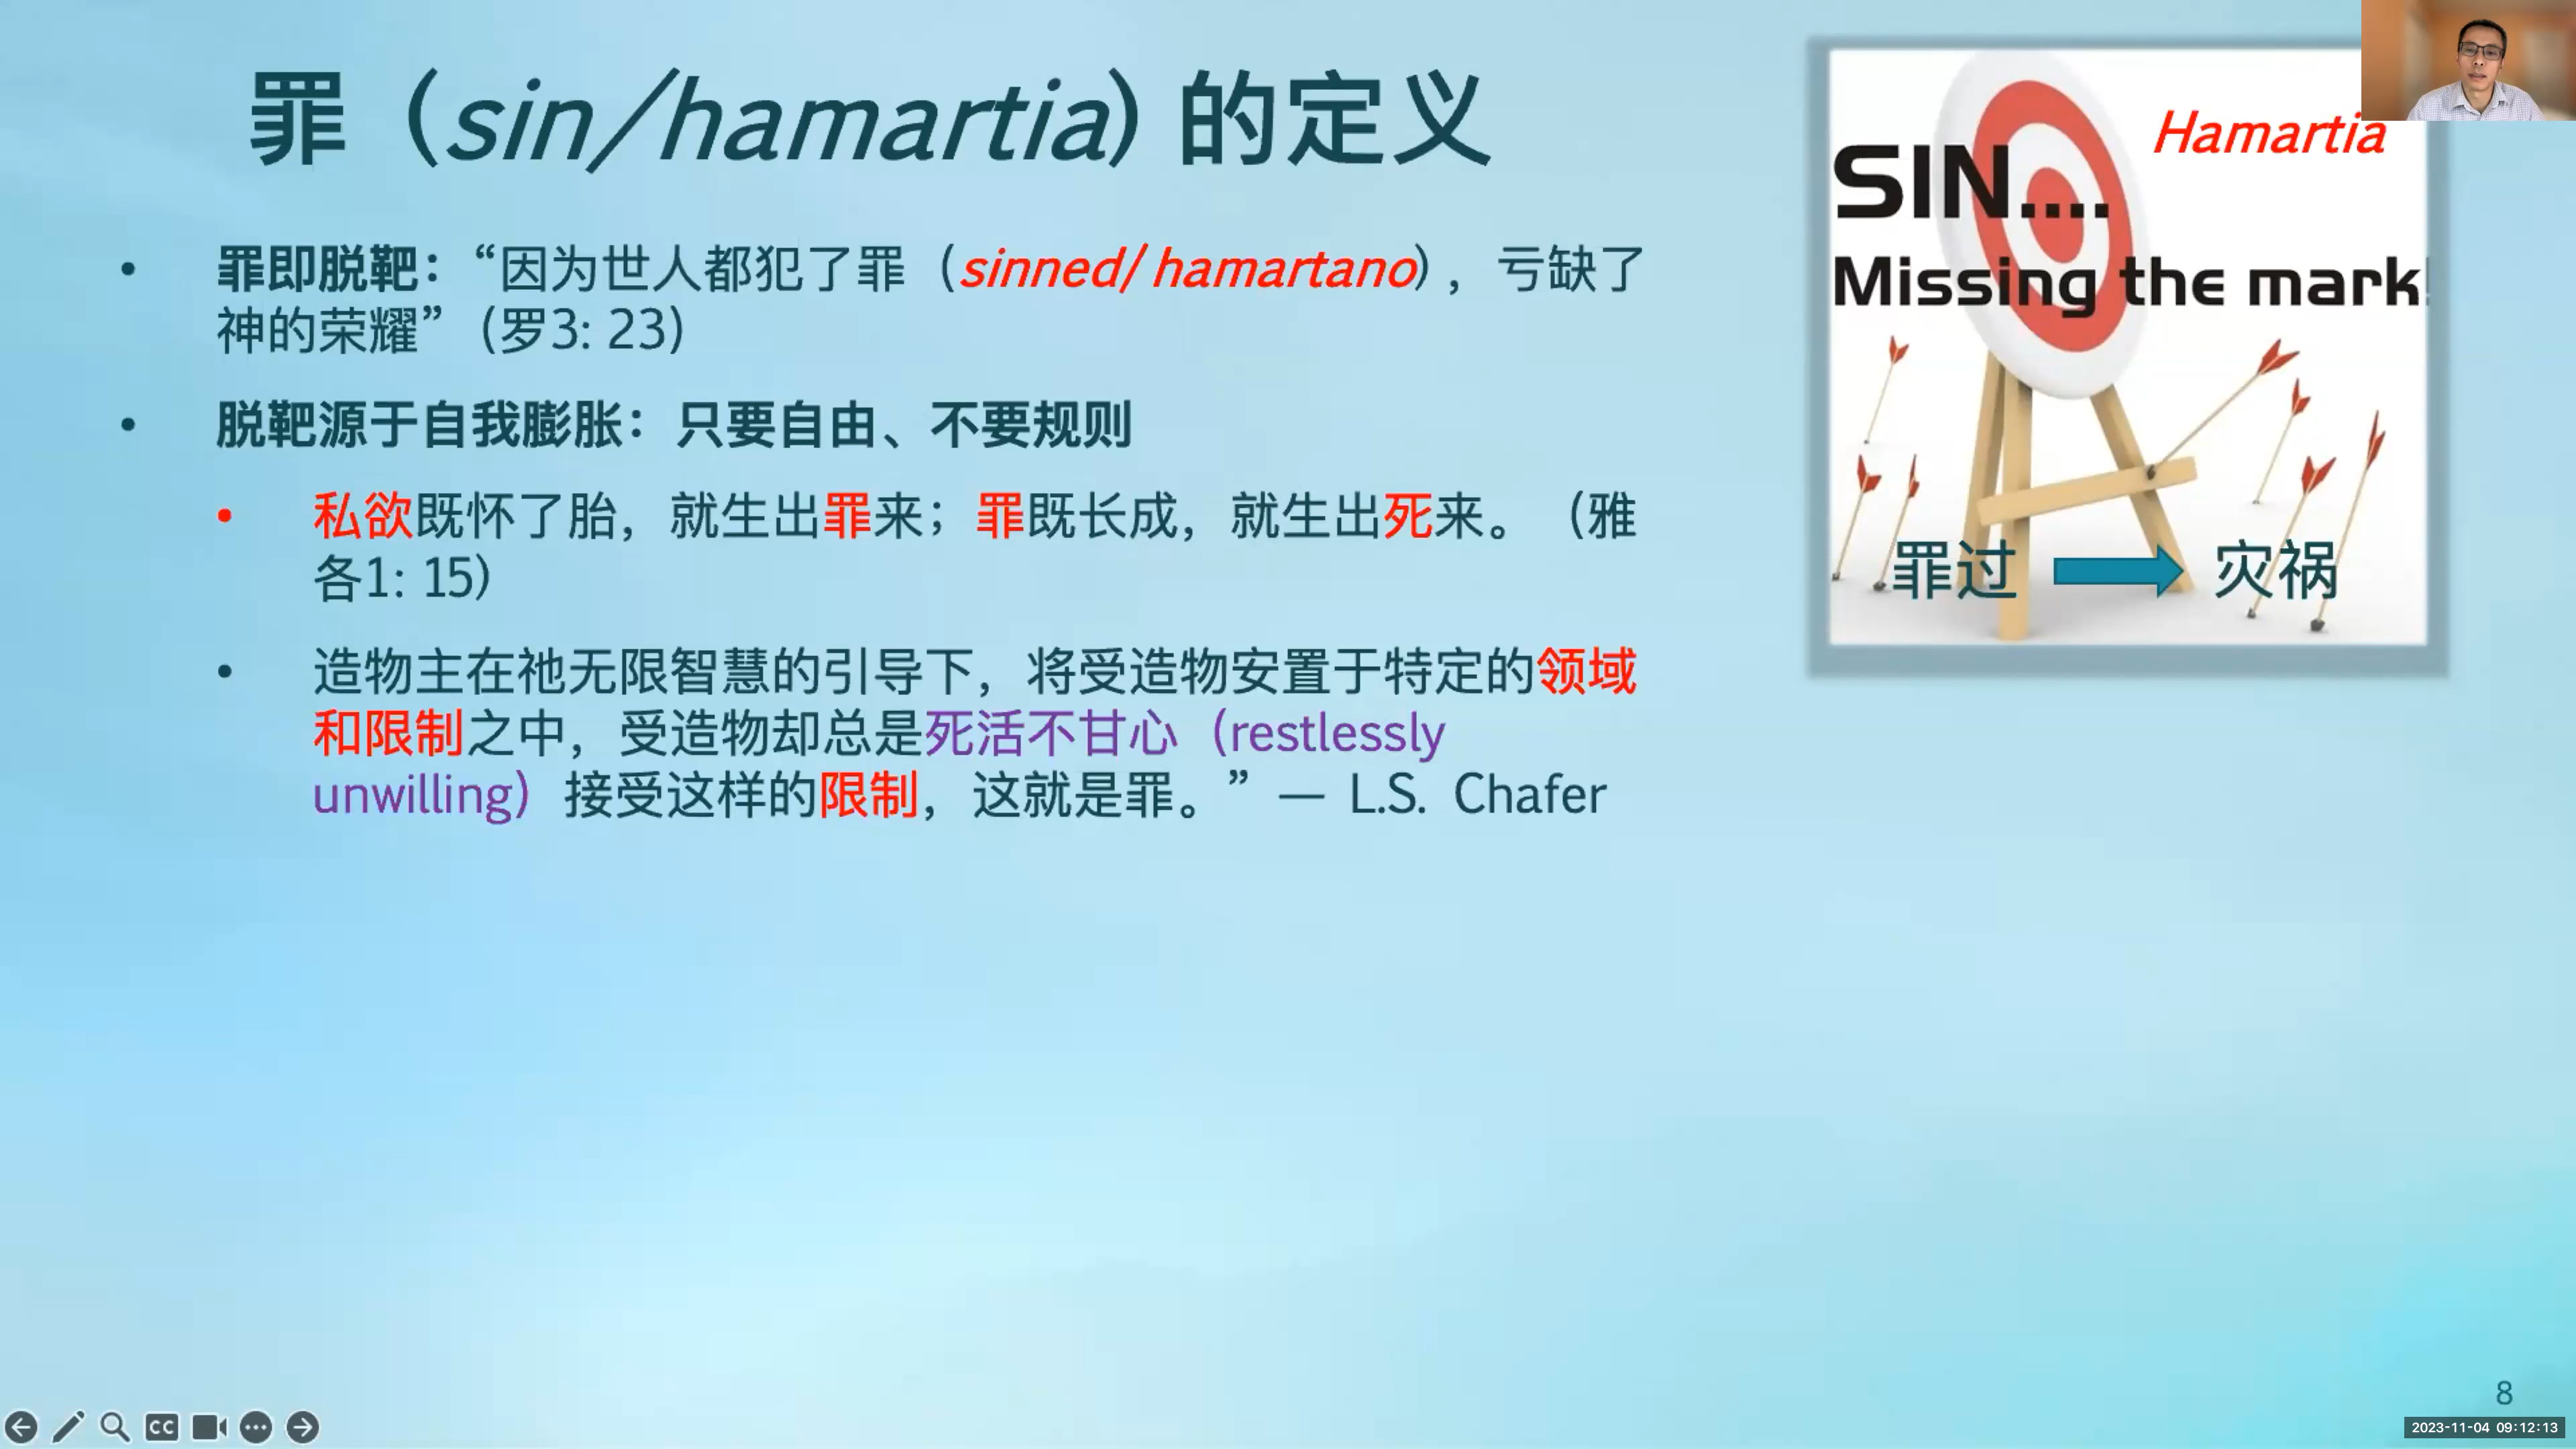 罪（sin/hamartia）的定义
罪即脱靶：“因为世人都犯了罪（sinned/ hamartano），亏缺了
神的荣耀”（罗3: 23）
脱靶源于自我膨胀：只要自由、不要规则
私欲既怀了胎，就生出罪来；罪既长成，就生出死来。（雅
各1: 15）
造物主在祂无限智慧的引导下，将受造物安置于特定的领域
和限制之中，受造物却总是死活不甘心（restlessly
unwilling）接受这样的限制，这就是罪。” — L.S. Chafer
Hamartia
SIN....
Missing the mark!
罪过 灾祸
8
CC
2023-11-04 09:12:13